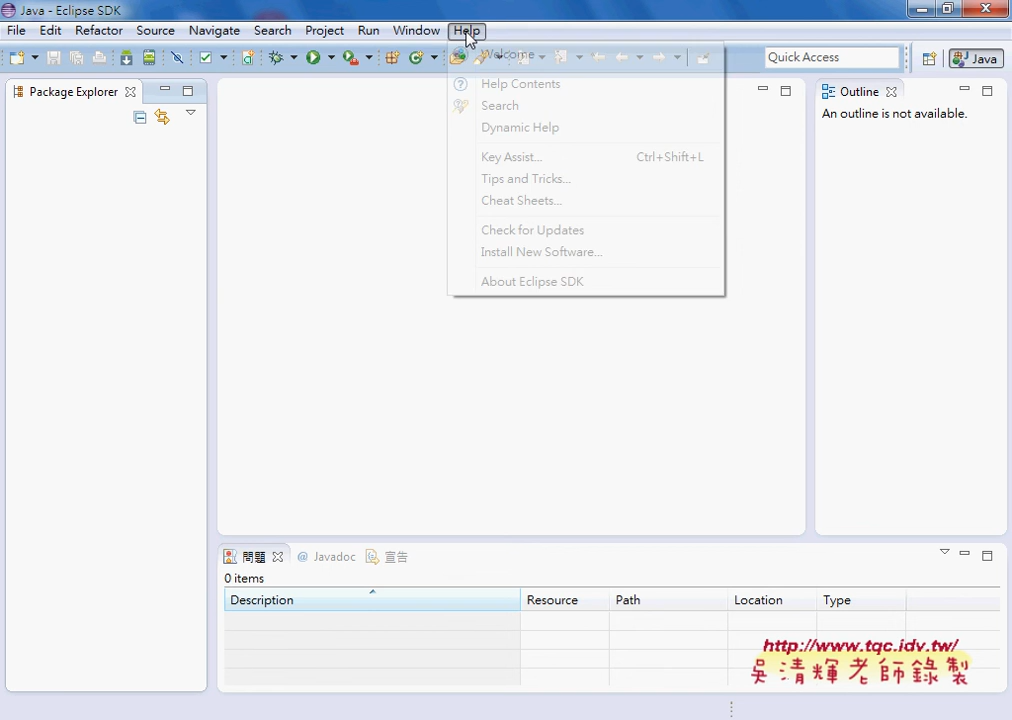 Java - Eclipse SDK
File Edit Refactor Source Navigate Search Project Run Window Help
Quick Access
Java
Welcome
Help Contents
Search
Dynamic Help
Key Assist... Ctrl+Shift+L
Tips and Tricks...
Cheat Sheets...
Check for Updates
Install New Software...
About Eclipse SDK
Package Explorer
Outline
An outline is not available.
問題 @ Javadoc 宣告
0 items
Description Resource Path Location Type
http://www.tqc.idv.tw/
吳清輝老師錄製